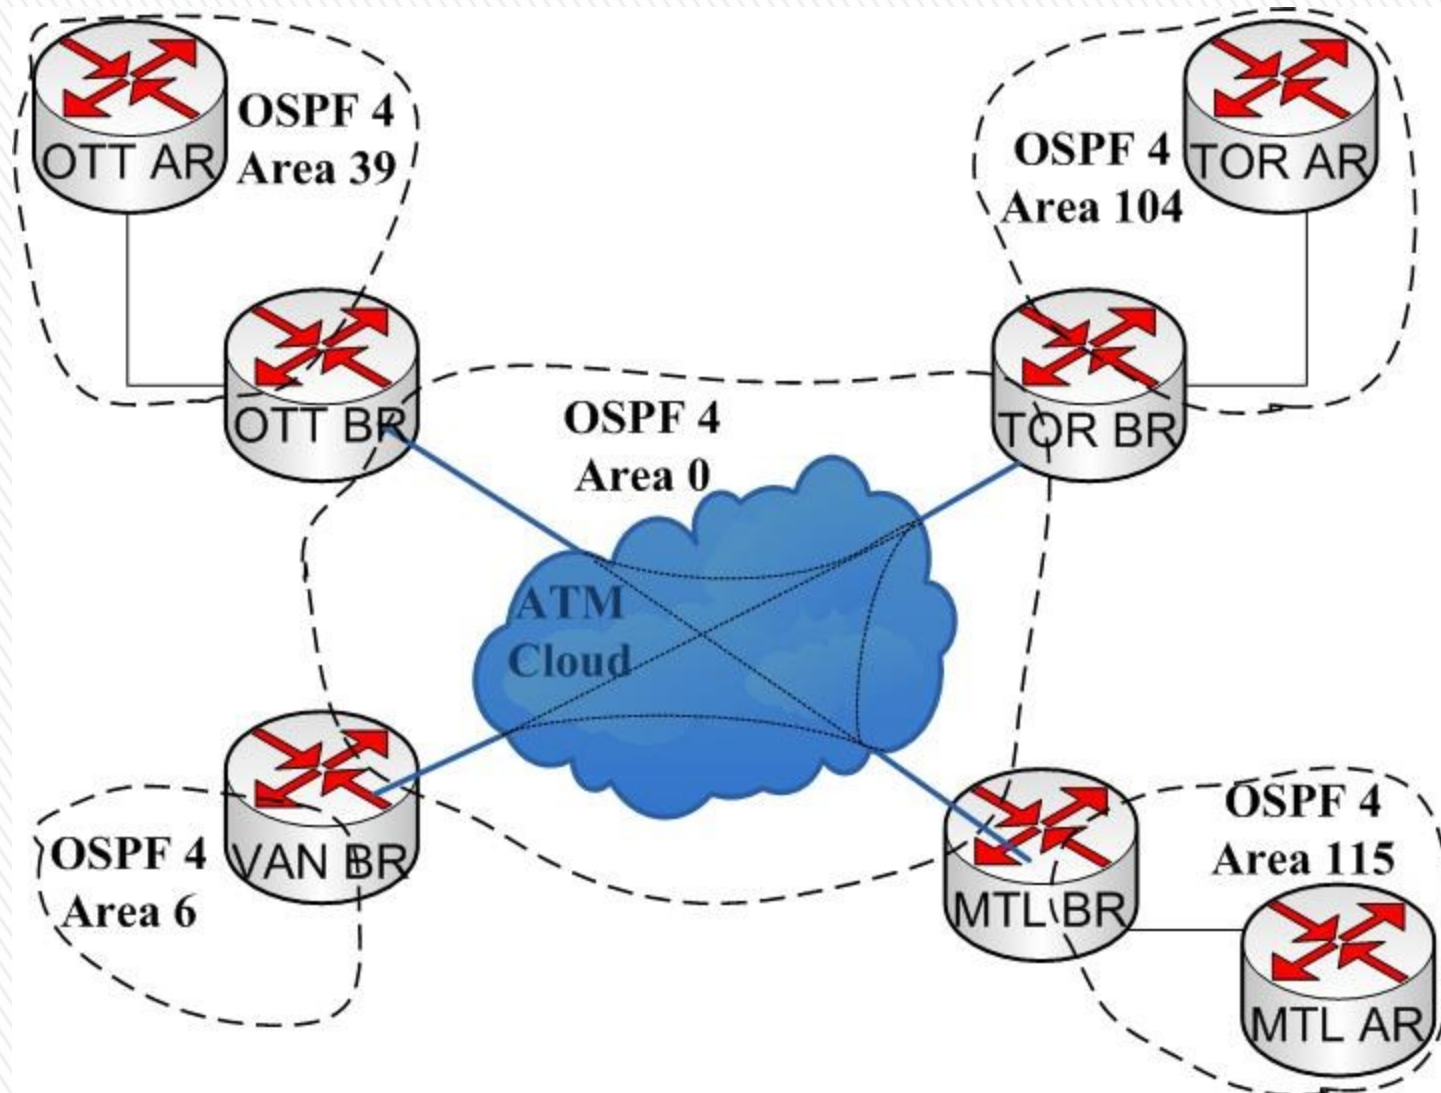 OTT AR
OSPF 4
Area 39
OSPF 4
Area 104
TOR AR
OTT BR
OSPF 4
Area 0
TOR BR
ATM
Cloud
OSPF 4
Area 6
VAN BR
MTL BR
OSPF 4
Area 115
MTL AR